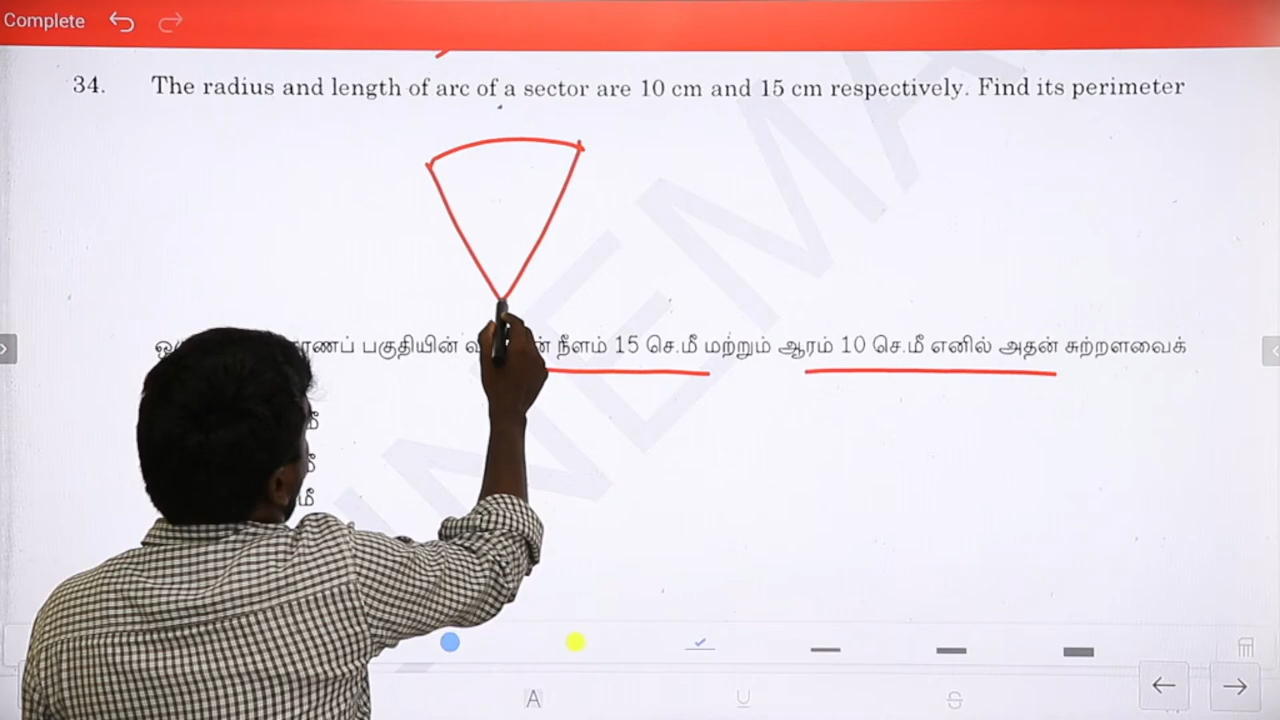 Complete
34. The radius and length of arc of a sector are 10 cm and 15 cm respectively. Find its perimeter
பகுதியின் நீளம் 15 செ.மீ மற்றும் ஆரம் 10 செ.மீ எனில் அதன் சுற்றளவைக்
A
U
S